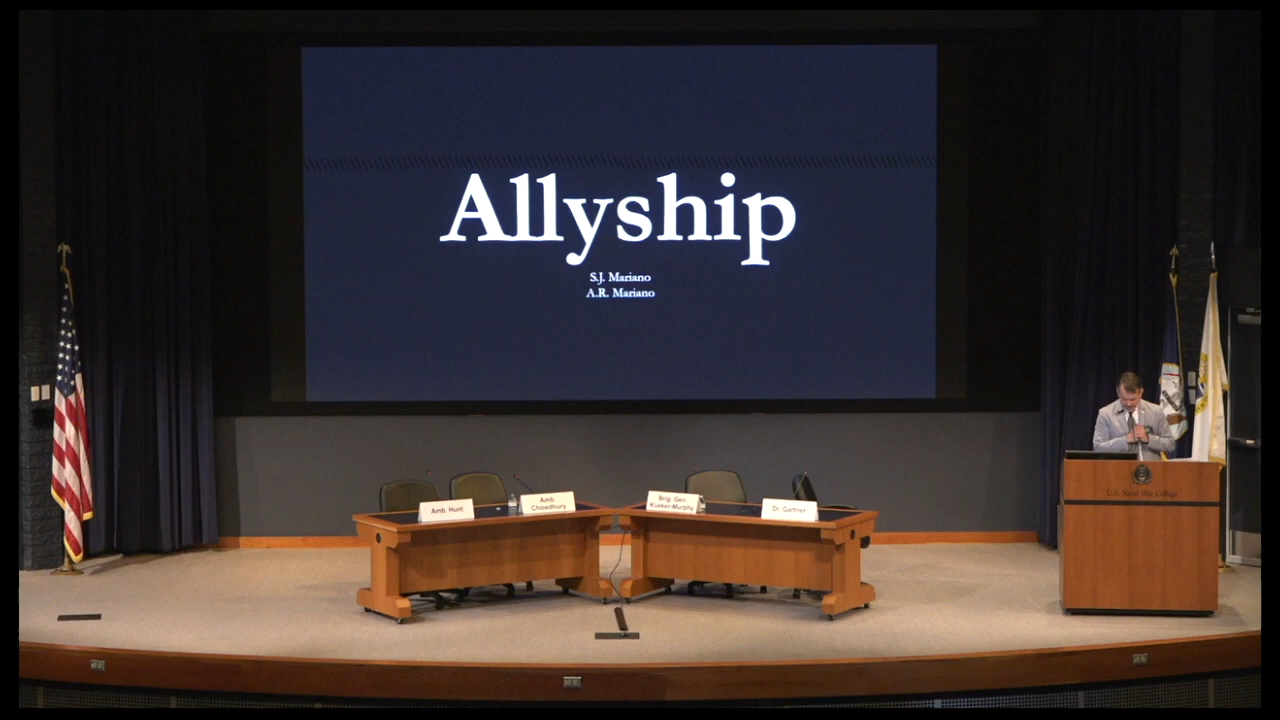 Allyship
S.J. Mariano
A.R. Mariano
Amb. Hunt
Amb.
Chowdhury
Brig. Gen.
Kueker-Murphy
Dr. Gartner
U.S. Naval War College